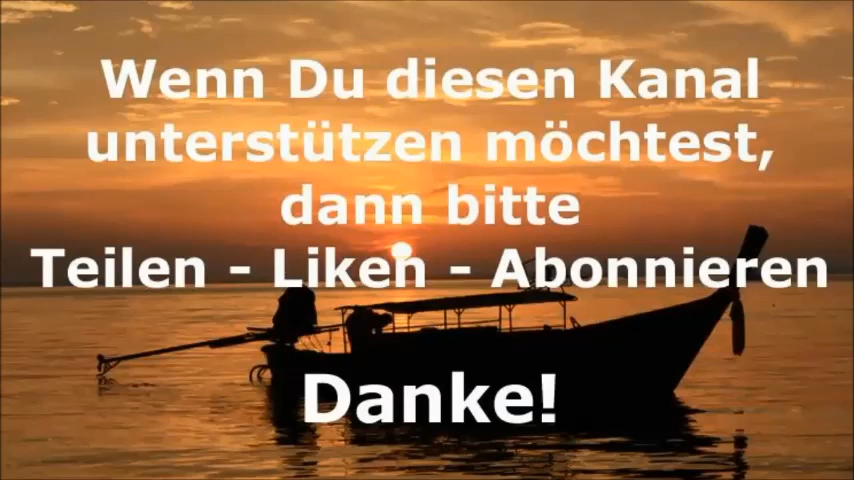 Wenn Du diesen Kanal
unterstützen möchtest,
dann bitte
Teilen - Liken - Abonnieren
Danke!